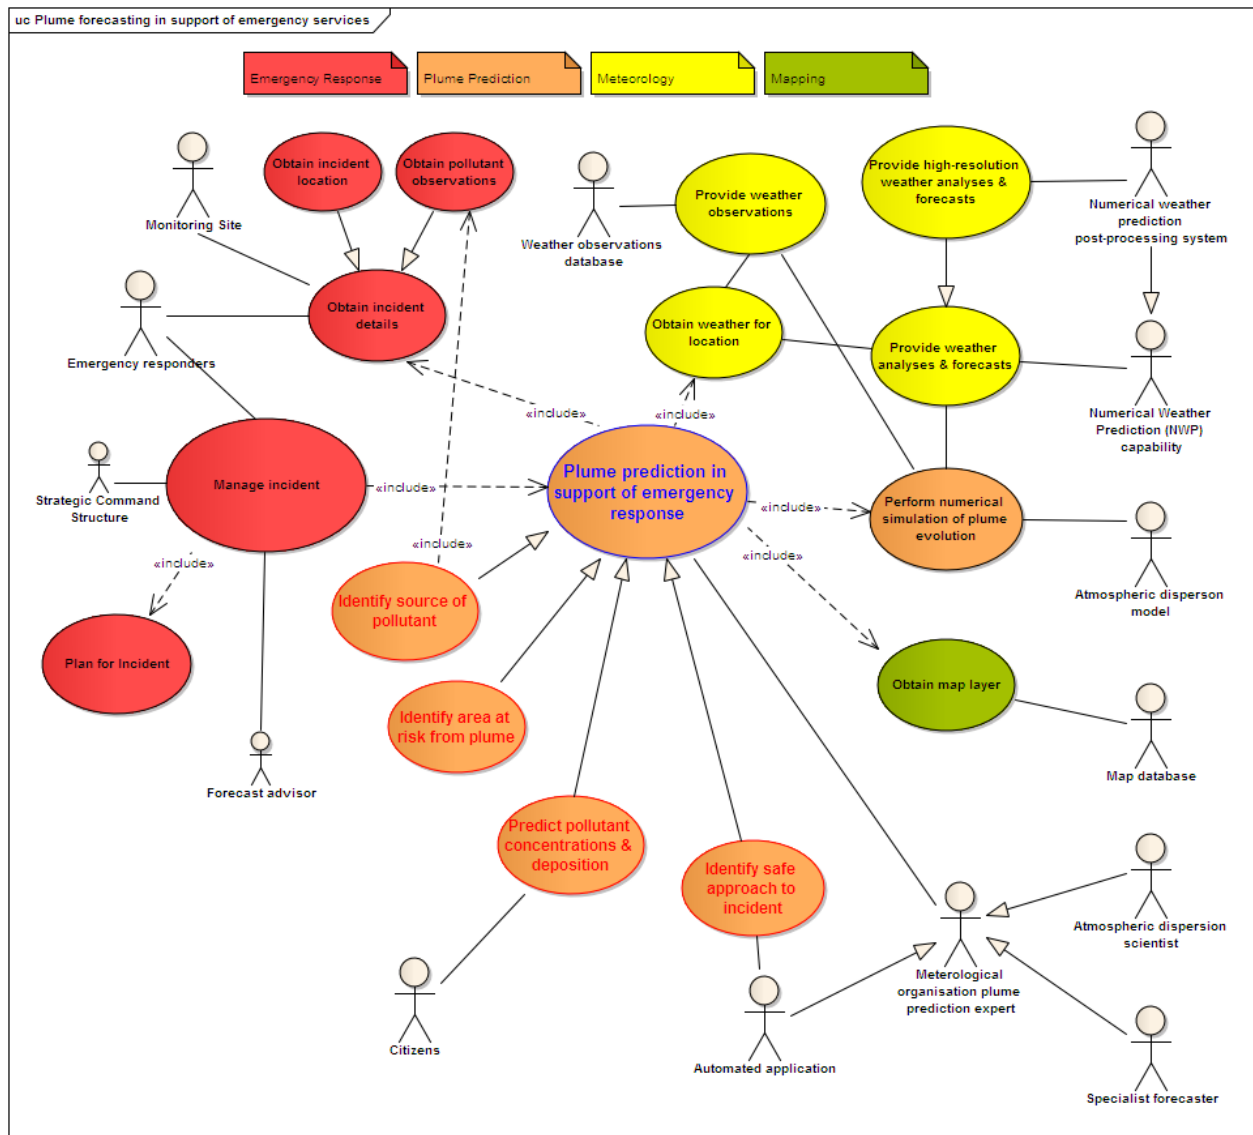 uc Plume forecasting in support of emergency services
Emergency Response
Plume Prediction
Meteorology
Mapping
Obtain incident
location
Obtain pollutant
observations
Monitoring Site
Weather observations
database
Provide weather
observations
Provide high-resolution
weather analyses &
forecasts
Numerical weather
prediction
post-processing system
Emergency responders
Obtain incident
details
Obtain weather for
location
Provide weather
analyses & forecasts
Numerical Weather
Prediction (NWP)
capability
«include»
«include»
Strategic Command
Structure
Manage incident
«include»
Plume prediction in
support of emergency
response
«include»
Perform numerical
simulation of plume
evolution
Atmospheric disperson
model
«include»
«include»
«include»
Plan for Incident
Identify source of
pollutant
Obtain map layer
Map database
Identify area at
risk from plume
Forecast advisor
Predict pollutant
concentrations &
deposition
Identify safe
approach to
incident
Atmospheric dispersion
scientist
Meterological
organisation plume
prediction expert
Citizens
Automated application
Specialist forecaster